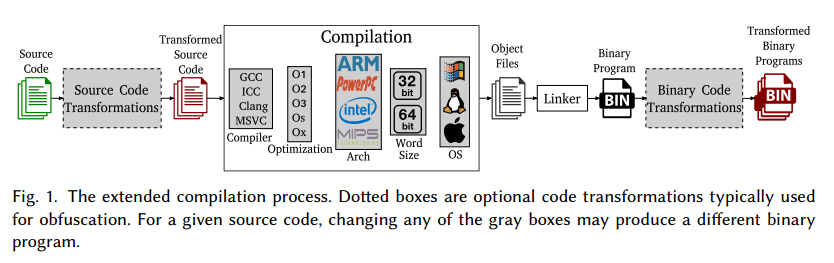 Source
Code
Source Code
Transformations
Transformed
Source
Code
Compilation
GCC
ICC
Clang
MSVC
Compiler
O1
O2
O3
Os
Ox
Optimization
ARM
PowerPC
intel
MIPS
TECHNOLOGIES
Arch
32
bit
64
bit
Word
Size
OS
Object
Files
Linker
Binary
Program
BIN
Binary Code
Transformations
Transformed
Binary
Programs
BIN
Fig. 1. The extended compilation process. Dotted boxes are optional code transformations typically used
for obfuscation. For a given source code, changing any of the gray boxes may produce a different binary
program.